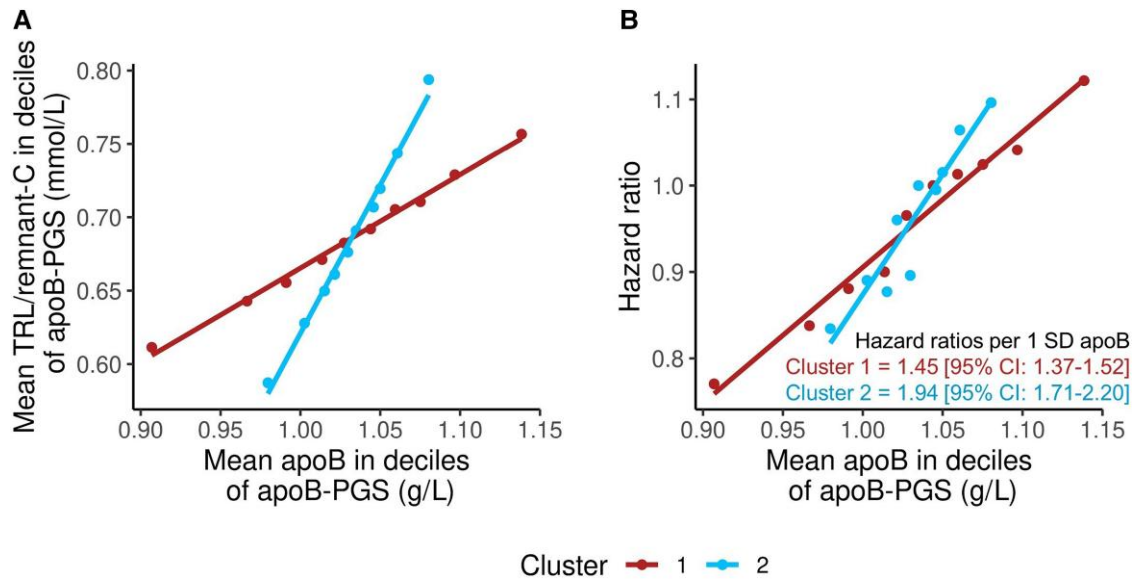 A
Mean TRL/remnant-C in deciles
of apoB-PGS (mmol/L)
0.80
0.75
0.70
0.65
0.60
0.90
0.95
1.00
1.05
1.10
1.15
Mean apoB in deciles
of apoB-PGS (g/L)
B
Hazard ratio
1.1
1.0
0.9
0.8
Hazard ratios per 1 SD apoB
Cluster 1 = 1.45 [95% CI: 1.37-1.52]
Cluster 2 = 1.94 [95% CI: 1.71-2.20]
0.90
0.95
1.00
1.05
1.10
1.15
Mean apoB in deciles
of apoB-PGS (g/L)
Cluster 1 2